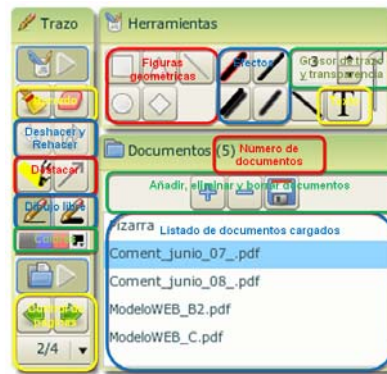 Trazo
Herramientas
Figuras
geométricas
Efectos
3
Grosor de trazo
y transparencia
T
Deshacer y
Rehacer
Destacar
Dibujo libre
Documentos (5)
Número de
documentos
Añadir, eliminar y borrar documentos
Pizarra
Listado de documentos cargados
Coment_junio_07_.pdf
Coment_junio_08_.pdf
ModeloWEB_B2.pdf
ModeloWEB_C.pdf
2/4